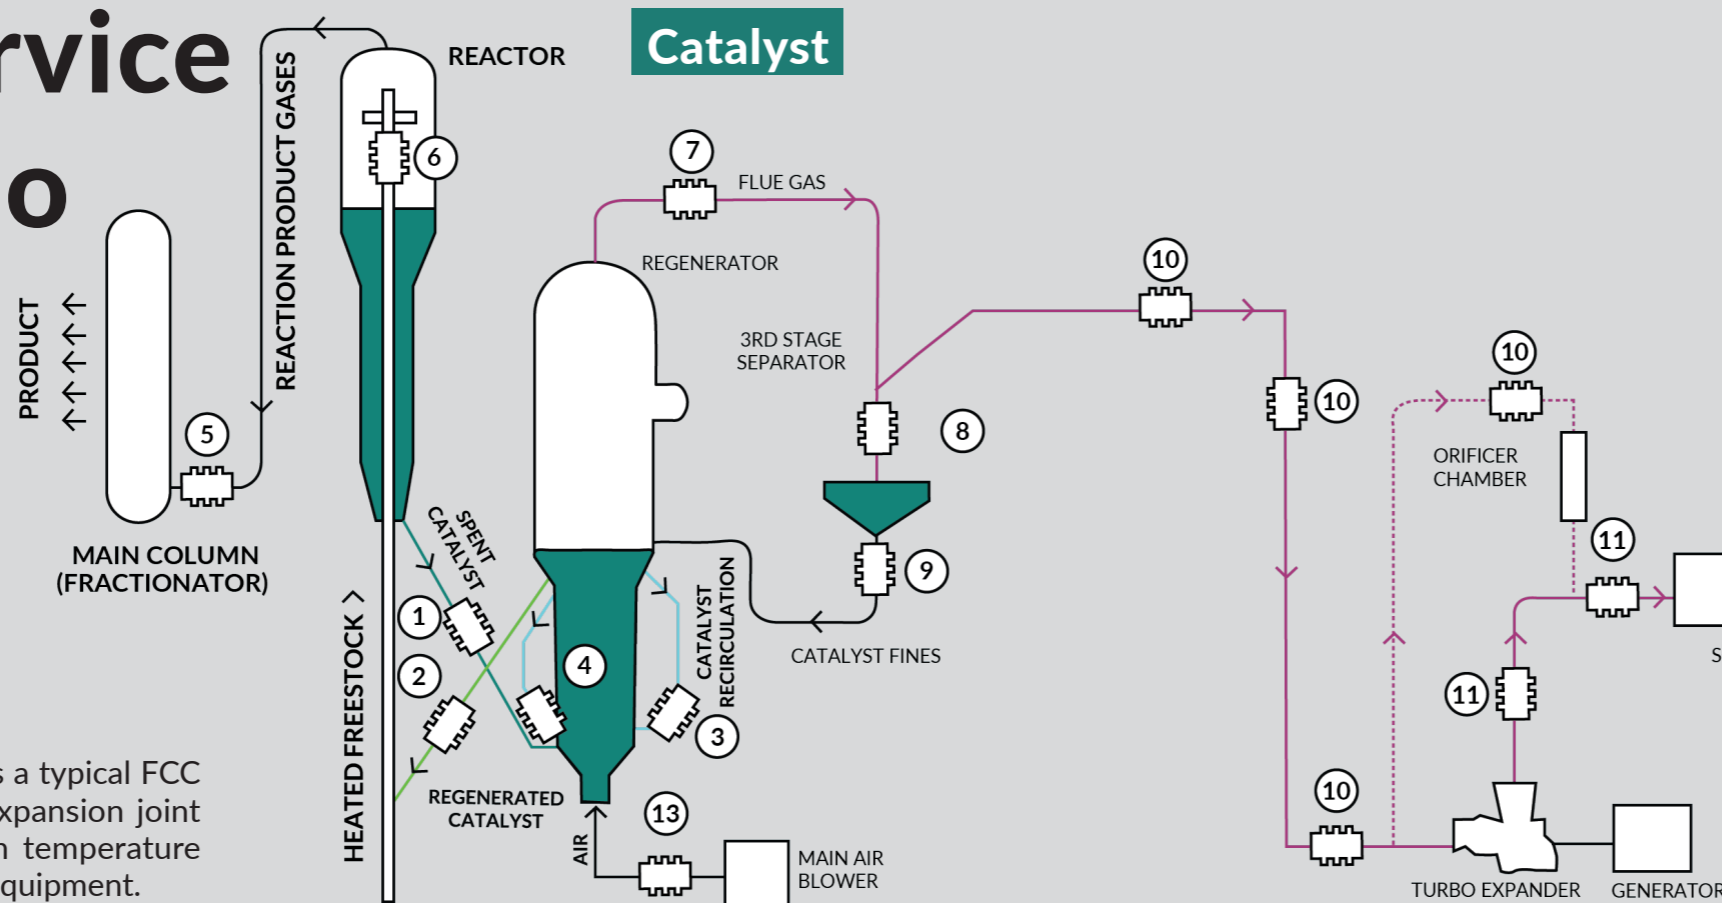 rvice
o
Catalyst
REACTOR
REACTION PRODUCT GASES
6
7
FLUE GAS
REGENERATOR
PRODUCT
5
MAIN COLUMN
(FRACTIONATOR)
3RD STAGE
SEPARATOR
8
9
10
10
10
ORIFICER
CHAMBER
11
11
S
SPENT
CATALYST
1
2
4
3
CATALYST
RECIRCULATION
CATALYST FINES
HEATED FREESTOCK >
REGENERATED
CATALYST
AIR
13
MAIN AIR
BLOWER
10
TURBO EXPANDER
GENERATOR
s a typical FCC
xpansion joint
n temperature
quipment.